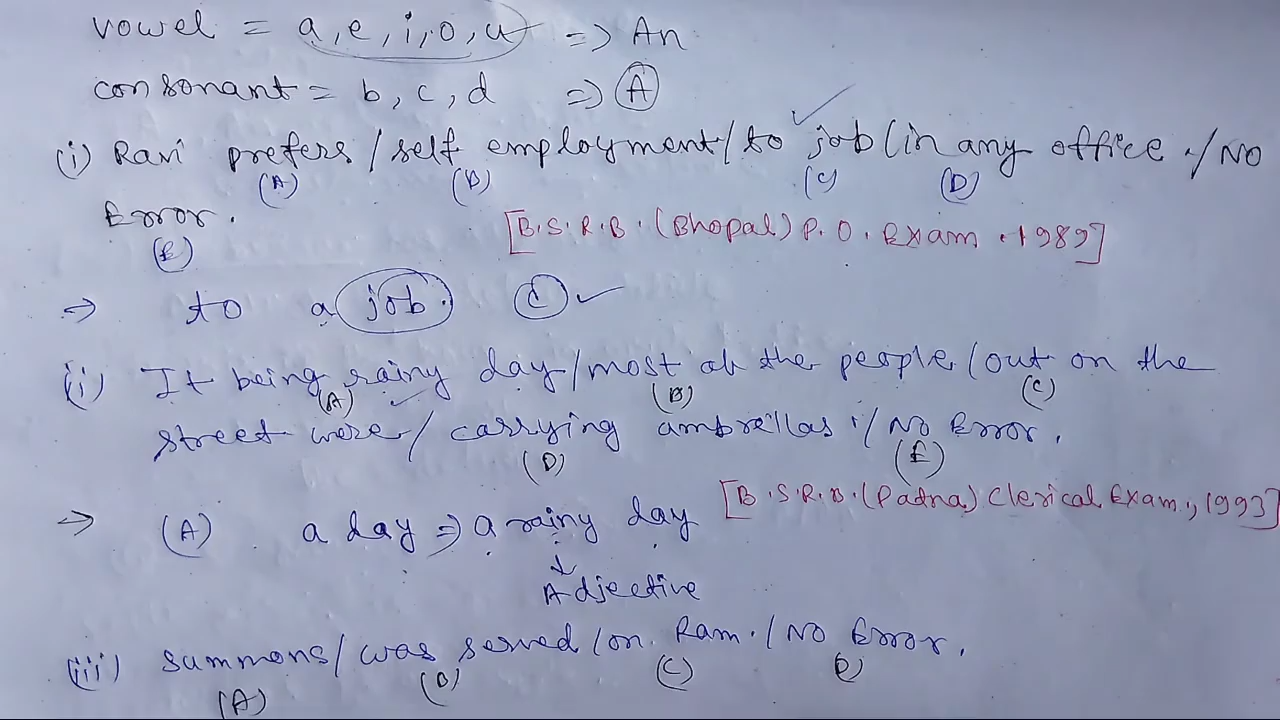 vowel = a, e, i, o, u => An
consonant = b, c, d => A
(i) Ravi prefers / self employment / to job (in any office. / No
(A) (B) (C) (D)
Error.
(E)
[B.S.R.B. (Bhopal) P.O. Exam. 1989]
=> to a job. C
(ii) It being rainy day / most of the people / out on the
(A) (B) (C)
street were / carrying umbrellas. / No Error.
(D) (E)
[B.S.R.B. (Patna) Clerical Exam., 1993]
=> (A) a day => a rainy day
Adjective
(iii) summons / was served / on Ram. / No Error.
(A) (B) (C) (D)